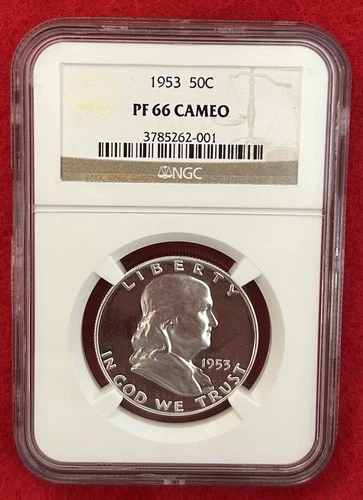 1953 50C
PF 66 CAMEO
3785262-001
NGC
LIBERTY
1953
IN GOD WE TRUST